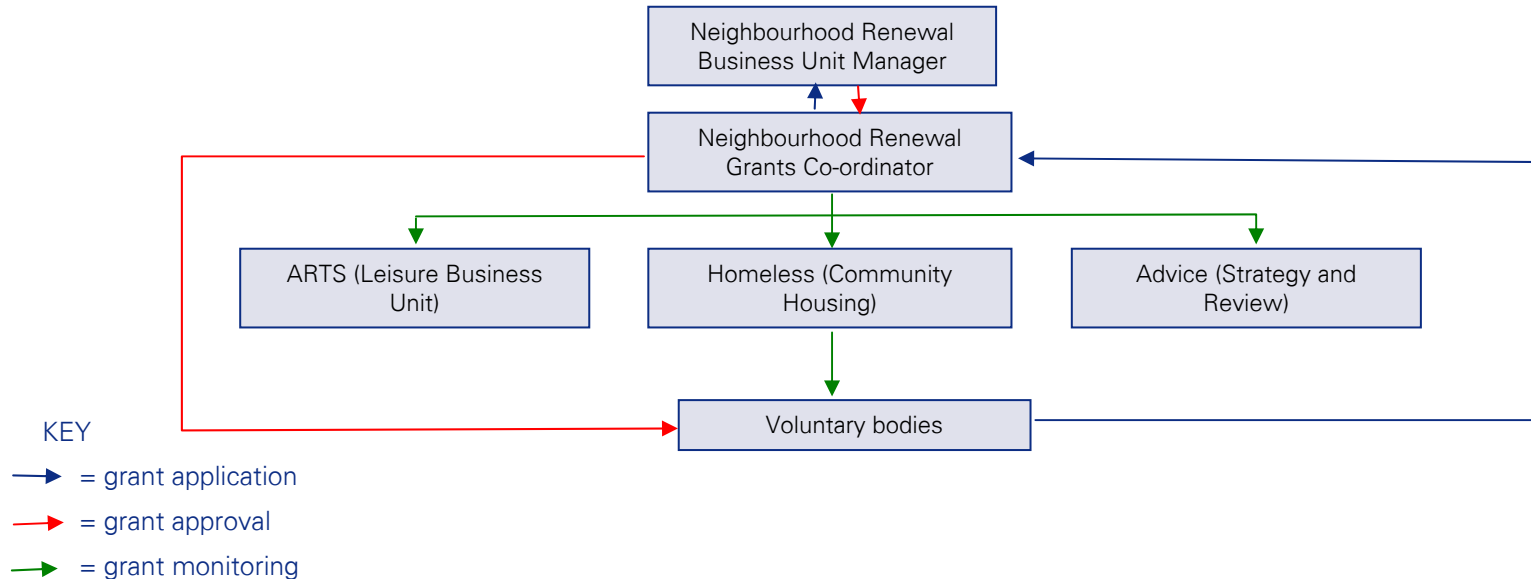 Neighbourhood Renewal
Business Unit Manager
Neighbourhood Renewal
Grants Co-ordinator
ARTS (Leisure Business
Unit)
Homeless (Community
Housing)
Advice (Strategy and
Review)
Voluntary bodies
KEY
= grant application
= grant approval
= grant monitoring